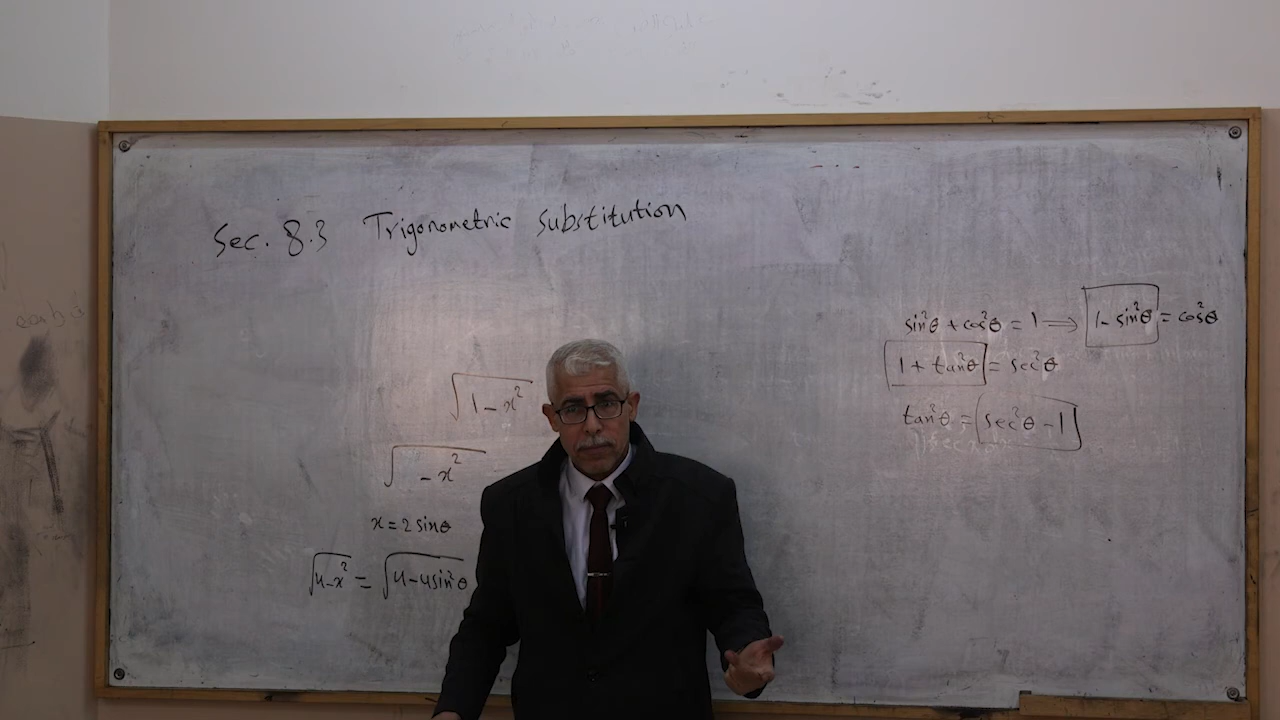 Sec. 8.3 Trigonometric Substitution
sin²θ + cos²θ = 1 ⟹ 1 - sin²θ = cos²θ
1 + tan²θ = sec²θ
tan²θ = sec²θ - 1
√(1 - x²)
√( - x²)
x = 2 sinθ
√(4 - x²) = √(4 - 4sin²θ)